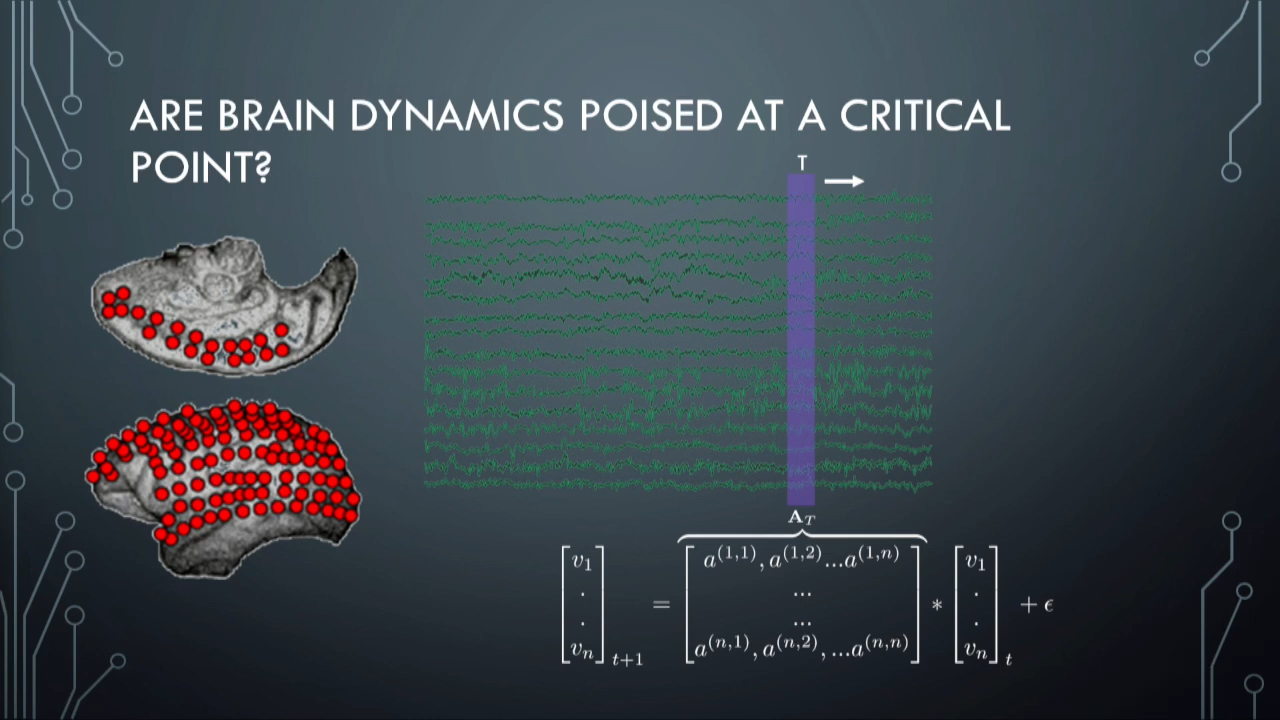 ARE BRAIN DYNAMICS POISED AT A CRITICAL
POINT?
T
A_T
[v_1 . . v_n]_{t+1} = [a^{(1,1)}, a^{(1,2)}...a^{(1,n)} ... ... a^{(n,1)}, a^{(n,2)}, ...a^{(n,n)}] * [v_1 . . v_n]_t + ϵ